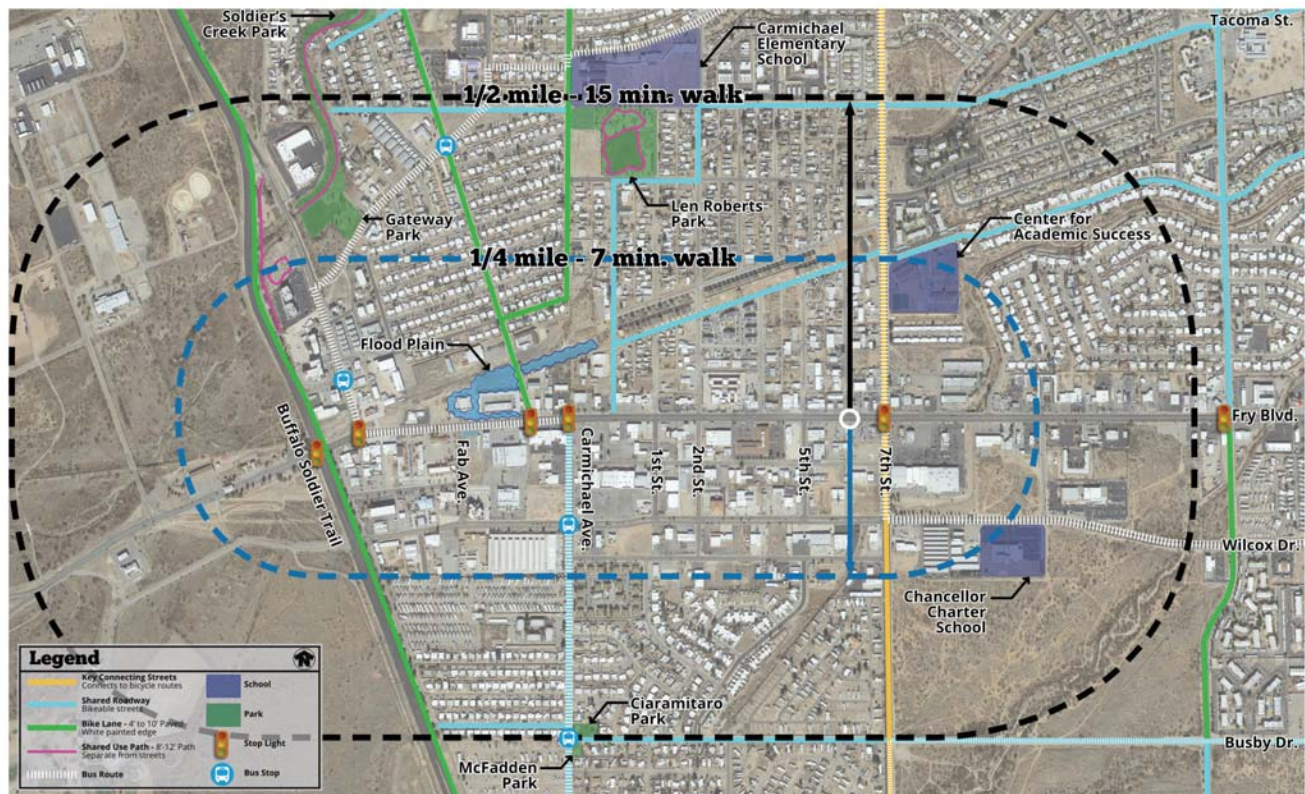 Soldier's
Creek Park
Carmichael
Elementary
School
Tacoma St.
1/2 mile - 15 min. walk
Gateway
Park
Len Roberts
Park
Center for
Academic Success
1/4 mile - 7 min. walk
Flood Plain
Buffalo Soldier Trail
Fab Ave.
Carmichael Ave.
1st St.
2nd St.
5th St.
7th St.
Fry Blvd.
Wilcox Dr.
Chancellor
Charter
School
Ciaramitaro
Park
McFadden
Park
Busby Dr.
Legend
N
Key Connecting Streets
Connects to bicycle routes
Shared Roadway
Bikeable streets
Bike Lane - 4' to 10' Paved
White painted edge
Shared Use Path - 8'-12' Path
Separate from streets
Bus Route
School
Park
Stop Light
Bus Stop